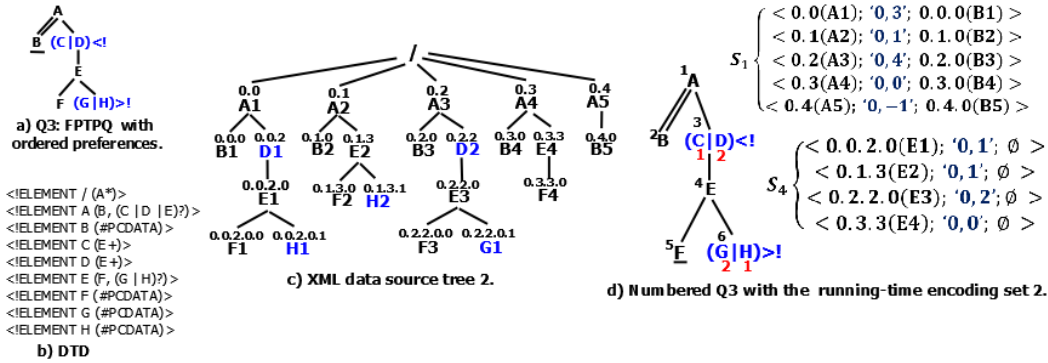 A
B (C|D)<!
E
F (G|H)>!
a) Q3: FPTPQ with
ordered preferences.
<!ELEMENT / (A*)>
<!ELEMENT A (B, (C | D | E)?)>
<!ELEMENT B (#PCDATA)>
<!ELEMENT C (E+)>
<!ELEMENT D (E+)>
<!ELEMENT E (F, (G | H)?)>
<!ELEMENT F (#PCDATA)>
<!ELEMENT G (#PCDATA)>
<!ELEMENT H (#PCDATA)>
b) DTD
/
0.0 0.1 0.2 0.3 0.4
A1 A2 A3 A4 A5
0.0.0 0.0.2 0.1.0 0.1.3 0.2.0 0.2.2 0.3.0 0.3.3 0.4.0
B1 D1 B2 E2 B3 D2 B4 E4 B5
0.0.2.0 0.1.3.0 0.1.3.1 0.2.2.0 0.3.3.0
E1 F2 H2 E3 F4
0.0.2.0.0 0.0.2.0.1 0.2.2.0.0 0.2.2.0.1
F1 H1 F3 G1
c) XML data source tree 2.
1 A
2 B 3 (C|D)<!
1 2
4 E
5 F 6 (G|H)>!
2 1
S1
< 0.0(A1); ‘0, 3’; 0.0.0(B1) >
< 0.1(A2); ‘0, 1’; 0.1.0(B2) >
< 0.2(A3); ‘0, 4’; 0.2.0(B3) >
< 0.3(A4); ‘0, 0’; 0.3.0(B4) >
< 0.4(A5); ‘0, −1’; 0.4.0(B5) >
S4
< 0.0.2.0(E1); ‘0, 1’; ∅ >
< 0.1.3(E2); ‘0, 1’; ∅ >
< 0.2.2.0(E3); ‘0, 2’; ∅ >
< 0.3.3(E4); ‘0, 0’; ∅ >
d) Numbered Q3 with the running-time encoding set 2.